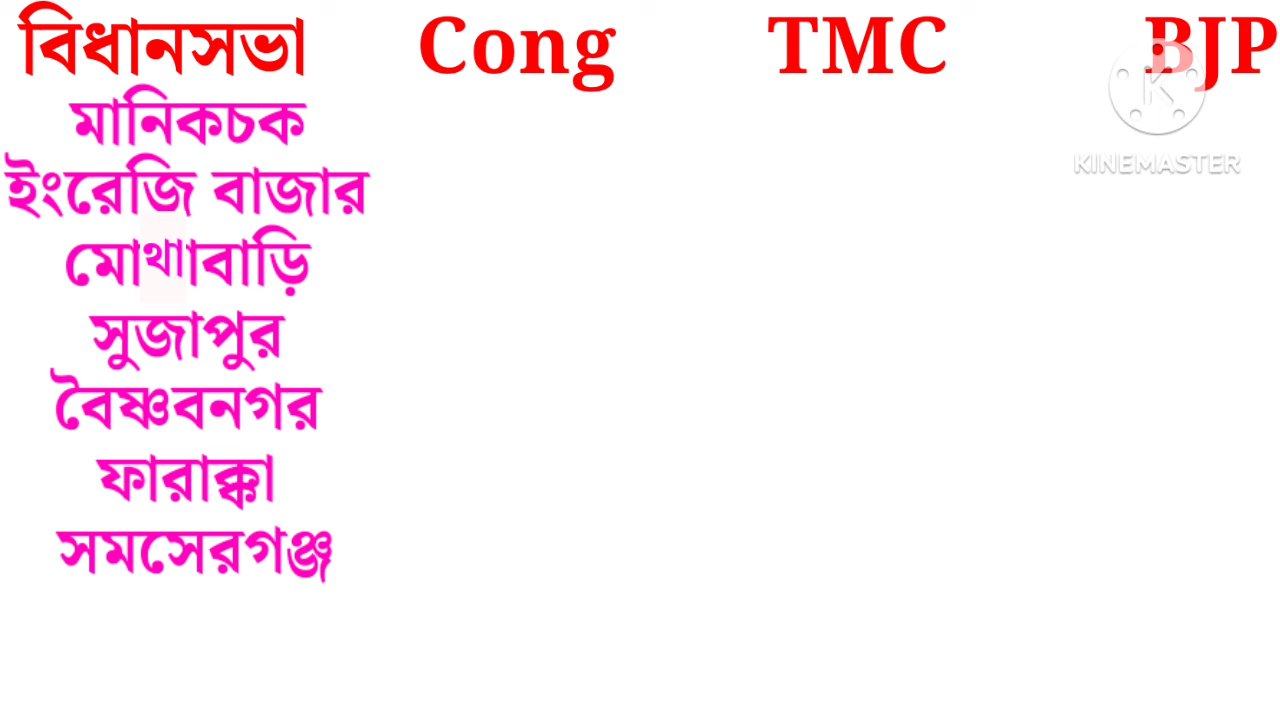 বিধানসভা Cong TMC BJP
মানিকচক
KINEMASTER
ইংরেজি বাজার
মোথাাবাড়ি
সুজাপুর
বৈষ্ণবনগর
ফারাক্কা
সমসেরগঞ্জ